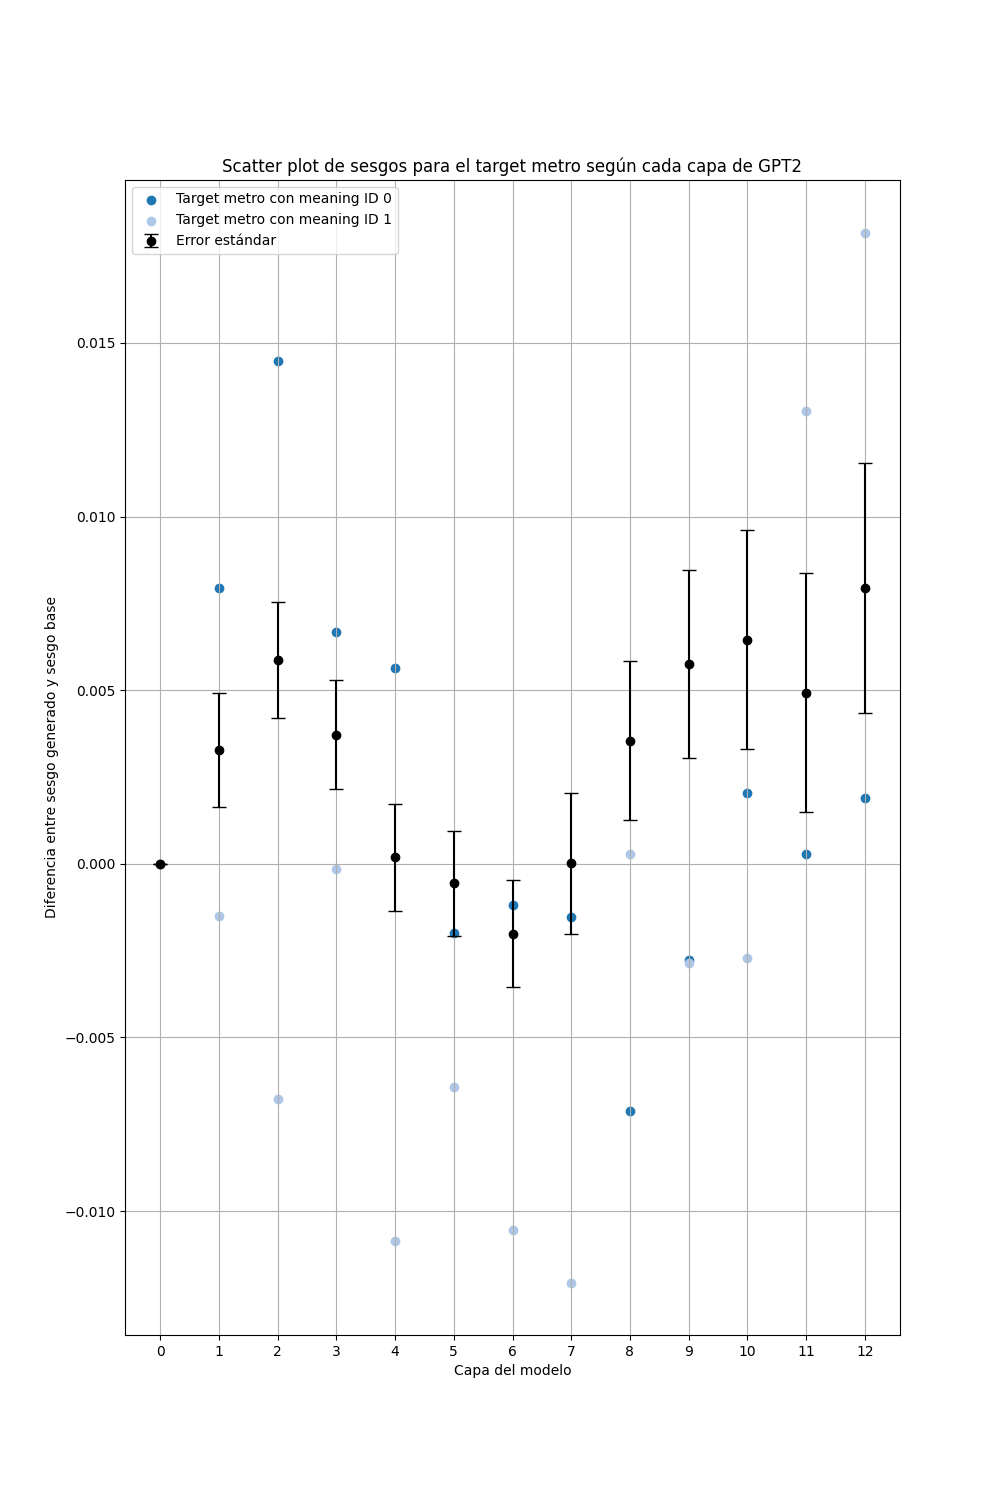 Scatter plot de sesgos para el target metro según cada capa de GPT2
Target metro con meaning ID 0
Target metro con meaning ID 1
Error estándar
0.015
0.010
0.005
0.000
−0.005
−0.010
Diferencia entre sesgo generado y sesgo base
0 1 2 3 4 5 6 7 8 9 10 11 12
Capa del modelo